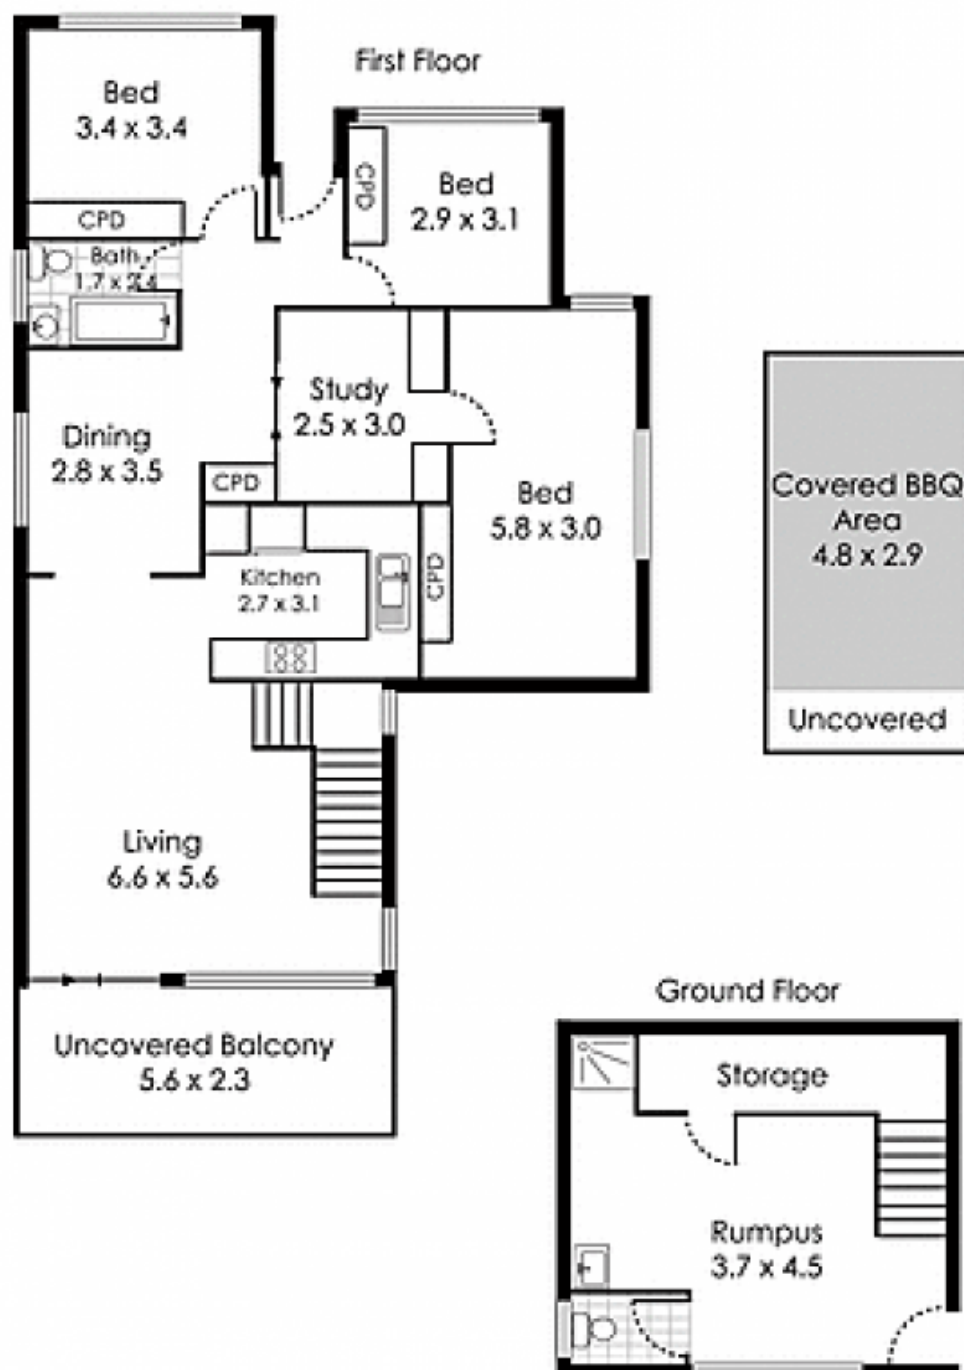 First Floor
Bed
3.4 x 3.4
CPD
CPD
Bed
2.9 x 3.1
Bath
1.7 x 2.4
Study
2.5 x 3.0
Dining
2.8 x 3.5
CPD
Bed
5.8 x 3.0
Covered BBQ
Area
4.8 x 2.9
Uncovered
Kitchen
2.7 x 3.1
CPD
Living
6.6 x 5.6
Uncovered Balcony
5.6 x 2.3
Ground Floor
Storage
Rumpus
3.7 x 4.5